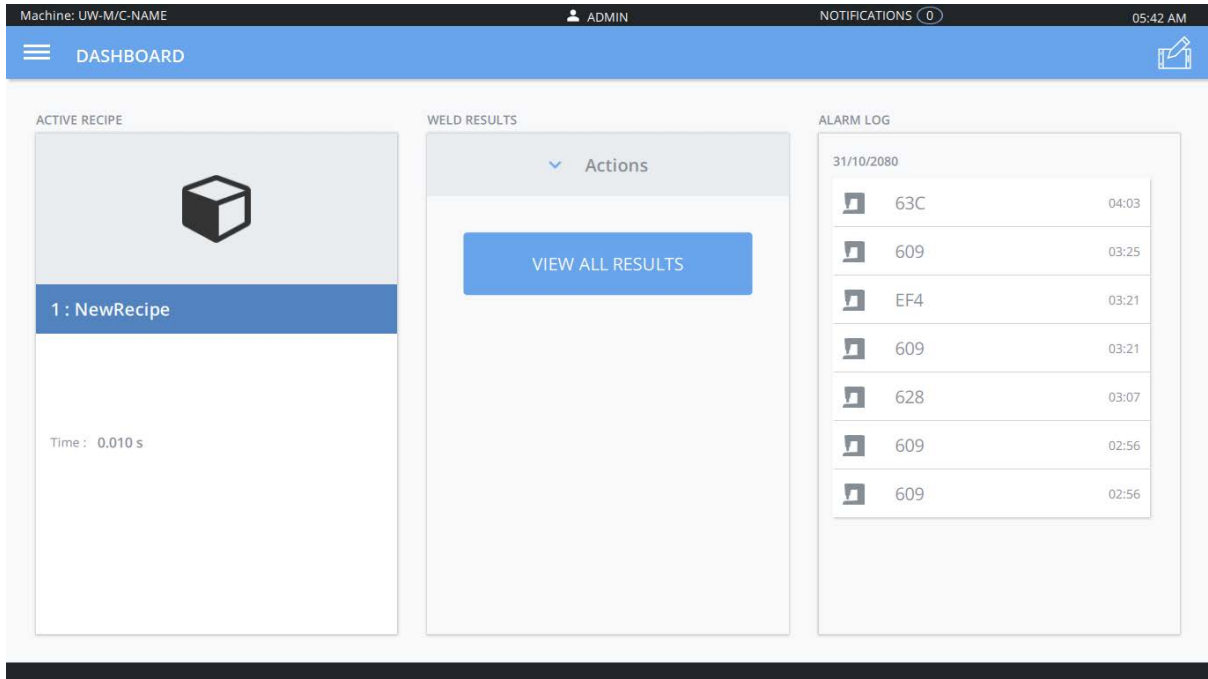 Machine: UW-M/C-NAME ADMIN NOTIFICATIONS 0 05:42 AM
DASHBOARD
ACTIVE RECIPE
1 : NewRecipe
Time : 0.010 s
WELD RESULTS
Actions
VIEW ALL RESULTS
ALARM LOG
31/10/2080
63C 04:03
609 03:25
EF4 03:21
609 03:21
628 03:07
609 02:56
609 02:56